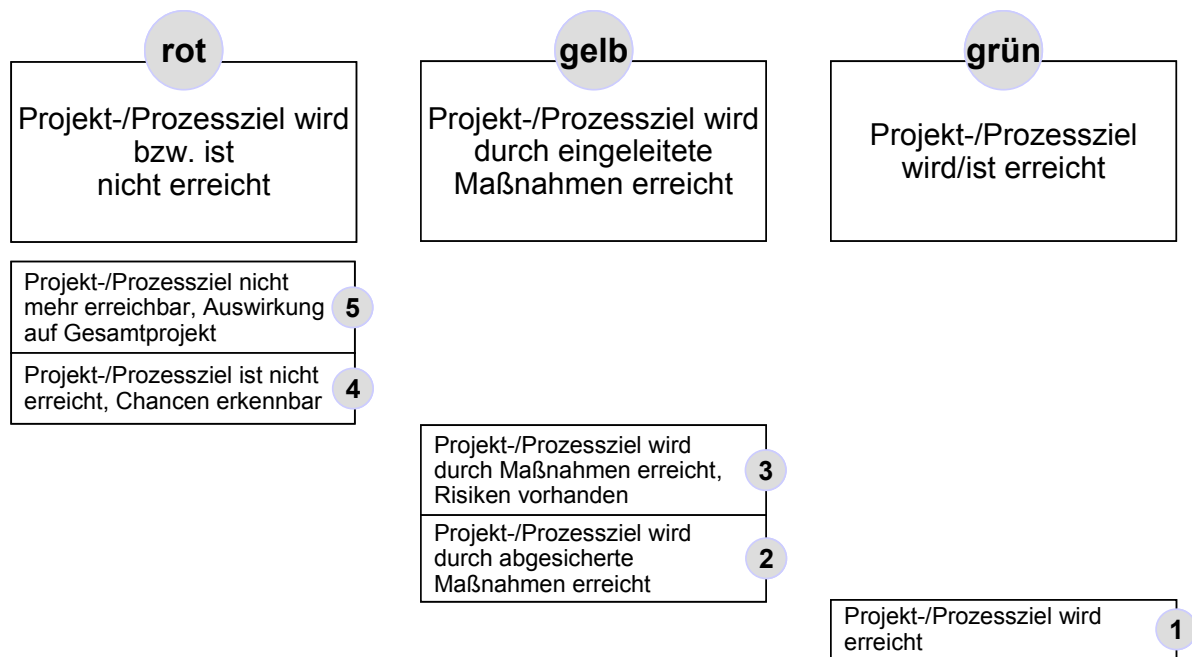 rot
Projekt-/Prozessziel wird
bzw. ist
nicht erreicht
gelb
Projekt-/Prozessziel wird
durch eingeleitete
Maßnahmen erreicht
grün
Projekt-/Prozessziel
wird/ist erreicht
Projekt-/Prozessziel nicht
mehr erreichbar, Auswirkung
auf Gesamtprojekt
5
Projekt-/Prozessziel ist nicht
erreicht, Chancen erkennbar
4
Projekt-/Prozessziel wird
durch Maßnahmen erreicht,
Risiken vorhanden
3
Projekt-/Prozessziel wird
durch abgesicherte
Maßnahmen erreicht
2
Projekt-/Prozessziel wird
erreicht
1